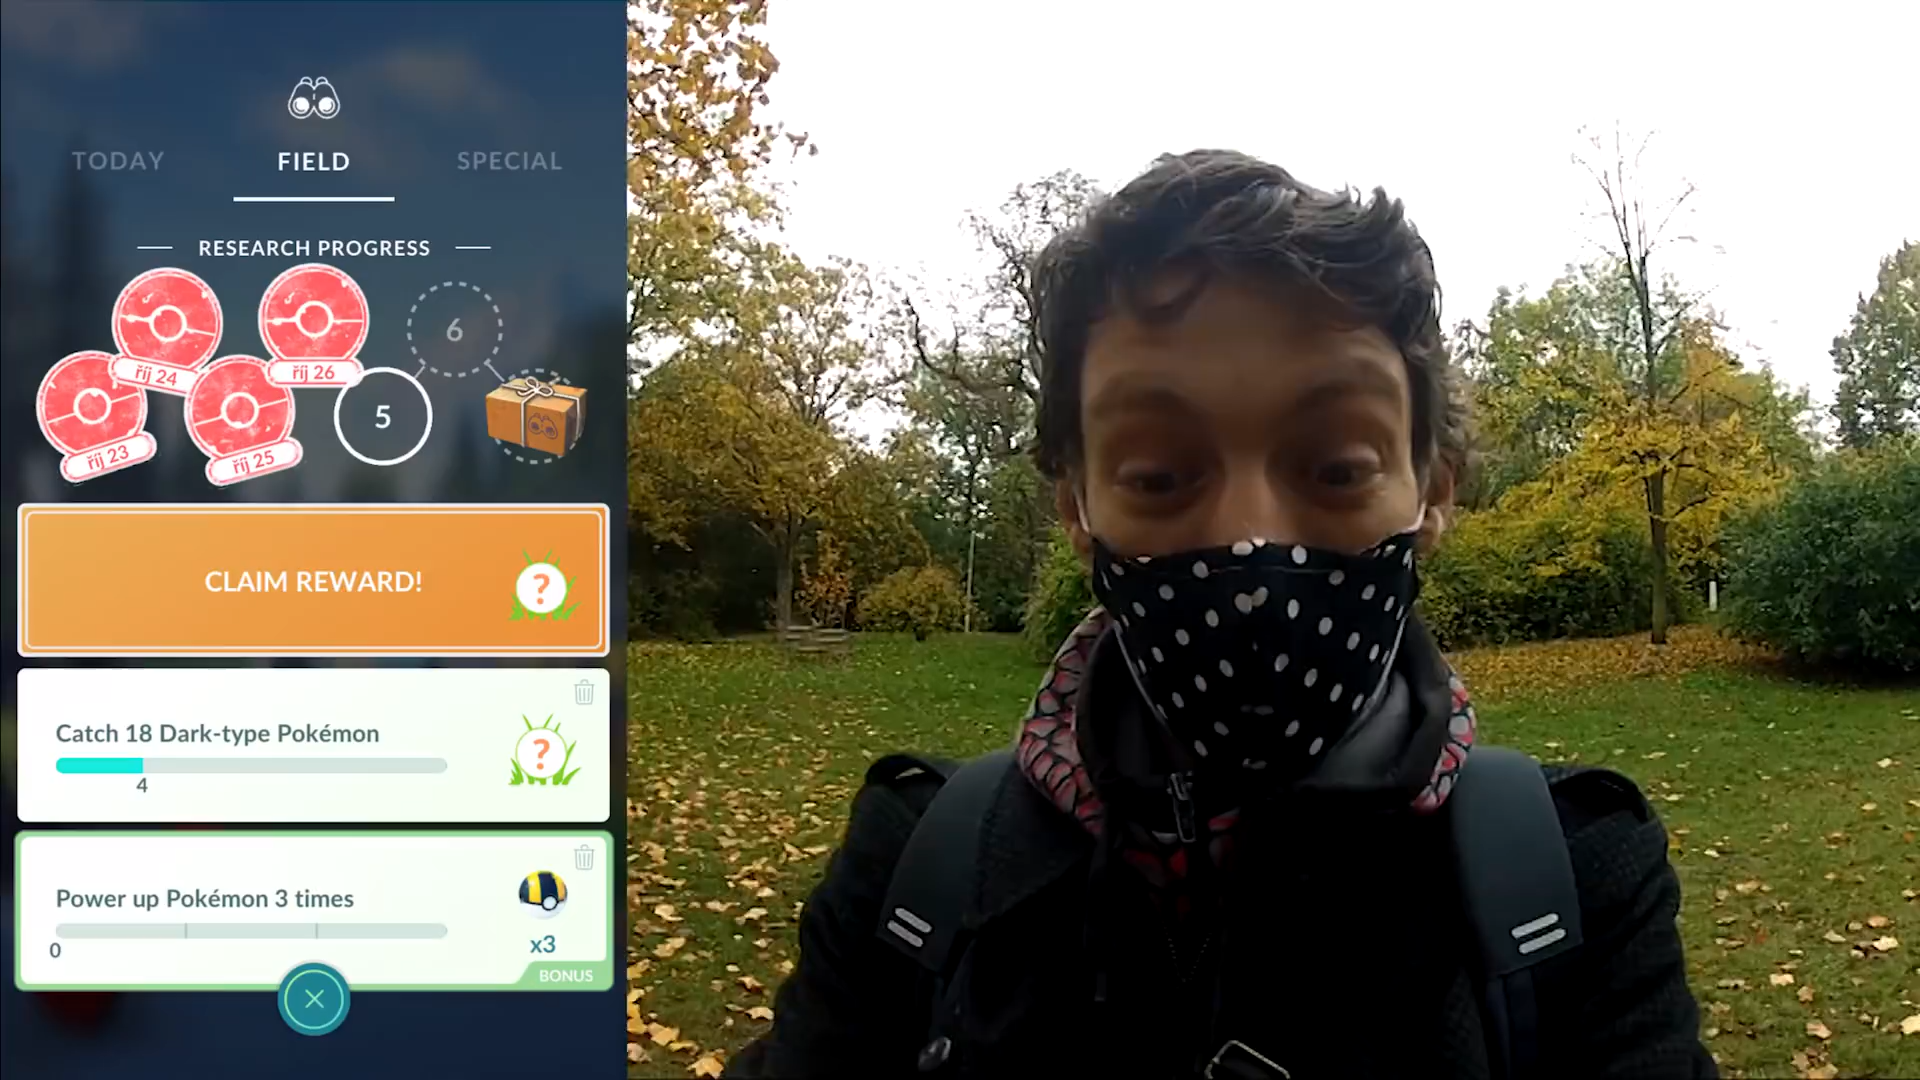 TODAY
FIELD
SPECIAL
RESEARCH PROGRESS
říj 24
říj 26
6
říj 23
říj 25
5
CLAIM REWARD!
?
Catch 18 Dark-type Pokémon
4
?
Power up Pokémon 3 times
0
x3
BONUS